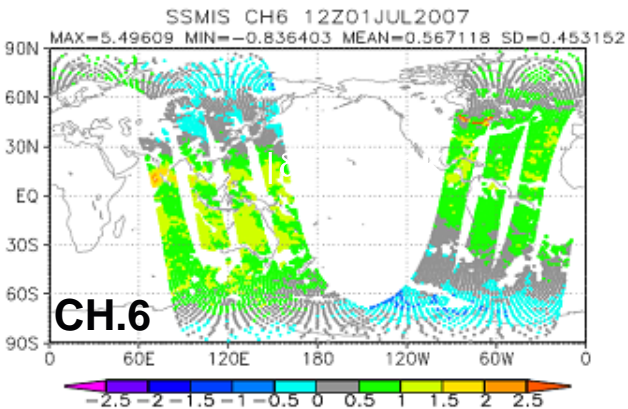 SSMIS CH6 12Z01JUL2007
MAX=5.49609 MIN=-0.836403 MEAN=0.567118 SD=0.453152
90N
60N
30N
EQ
30S
60S
90S
CH.6
0 60E 120E 180 120W 60W 0
-2.5 -2 -1.5 -1 -0.5 0 0.5 1 1.5 2 2.5